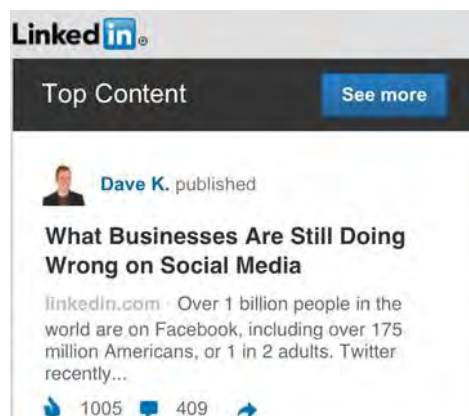 Linked in®
Top Content
See more
Dave K. published
What Businesses Are Still Doing
Wrong on Social Media
linkedin.com · Over 1 billion people in the
world are on Facebook, including over 175
million Americans, or 1 in 2 adults. Twitter
recently...
1005 409